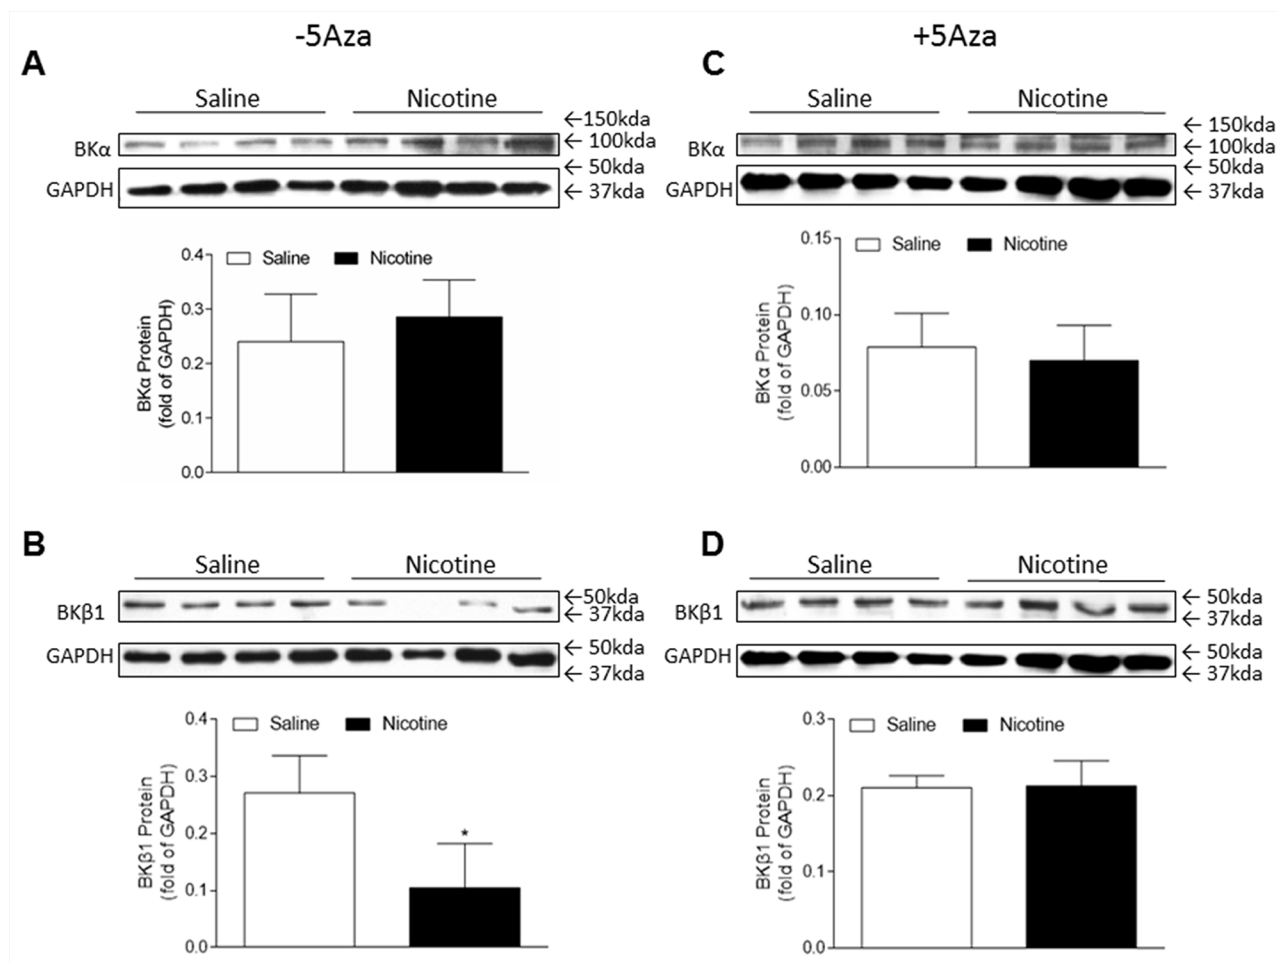 -5Aza
+5Aza
A
Saline Nicotine
←150kda
BKα ← 100kda
← 50kda
GAPDH ← 37kda
0.4
Saline Nicotine
0.3
0.2
0.1
0.0
BKα Protein
(fold of GAPDH)
C
Saline Nicotine
← 150kda
BKα ← 100kda
← 50kda
GAPDH ← 37kda
0.15
Saline Nicotine
0.10
0.05
0.00
BKα Protein
(fold of GAPDH)
B
Saline Nicotine
←50kda
BKβ1 ← 37kda
GAPDH ← 50kda
← 37kda
0.4
Saline Nicotine
0.3
0.2
*
0.1
0.0
BKβ1 Protein
(fold of GAPDH)
D
Saline Nicotine
← 50kda
BKβ1 ← 37kda
GAPDH ← 50kda
← 37kda
0.3
Saline Nicotine
0.2
0.1
0.0
BKβ1 Protein
(fold of GAPDH)